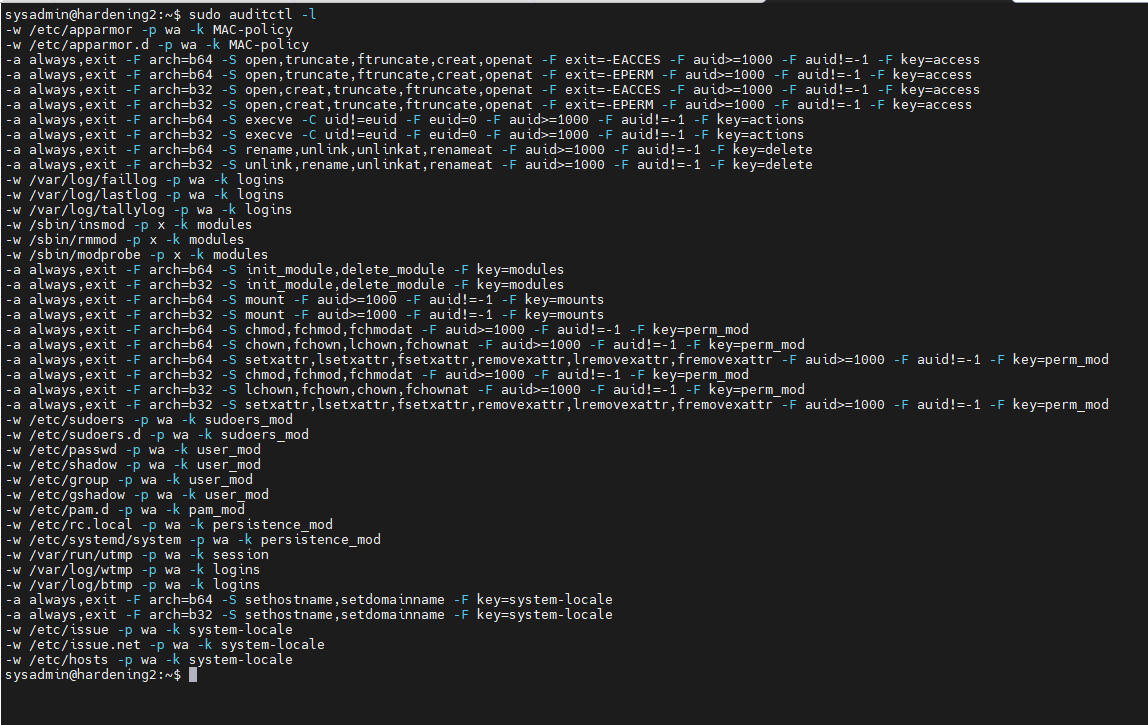 sysadmin@hardening2:~$ sudo auditctl -l
-w /etc/apparmor -p wa -k MAC-policy
-w /etc/apparmor.d -p wa -k MAC-policy
-a always,exit -F arch=b64 -S open,truncate,ftruncate,creat,openat -F exit=-EACCES -F auid>=1000 -F auid!=-1 -F key=access
-a always,exit -F arch=b64 -S open,truncate,ftruncate,creat,openat -F exit=-EPERM -F auid>=1000 -F auid!=-1 -F key=access
-a always,exit -F arch=b32 -S open,creat,truncate,ftruncate,openat -F exit=-EACCES -F auid>=1000 -F auid!=-1 -F key=access
-a always,exit -F arch=b32 -S open,creat,truncate,ftruncate,openat -F exit=-EPERM -F auid>=1000 -F auid!=-1 -F key=access
-a always,exit -F arch=b64 -S execve -C uid!=euid -F euid=0 -F auid>=1000 -F auid!=-1 -F key=actions
-a always,exit -F arch=b32 -S execve -C uid!=euid -F euid=0 -F auid>=1000 -F auid!=-1 -F key=actions
-a always,exit -F arch=b64 -S rename,unlink,unlinkat,renameat -F auid>=1000 -F auid!=-1 -F key=delete
-a always,exit -F arch=b32 -S unlink,rename,unlinkat,renameat -F auid>=1000 -F auid!=-1 -F key=delete
-w /var/log/faillog -p wa -k logins
-w /var/log/lastlog -p wa -k logins
-w /var/log/tallylog -p wa -k logins
-w /sbin/insmod -p x -k modules
-w /sbin/rmmod -p x -k modules
-w /sbin/modprobe -p x -k modules
-a always,exit -F arch=b64 -S init_module,delete_module -F key=modules
-a always,exit -F arch=b32 -S init_module,delete_module -F key=modules
-a always,exit -F arch=b64 -S mount -F auid>=1000 -F auid!=-1 -F key=mounts
-a always,exit -F arch=b32 -S mount -F auid>=1000 -F auid!=-1 -F key=mounts
-a always,exit -F arch=b64 -S chmod,fchmod,fchmodat -F auid>=1000 -F auid!=-1 -F key=perm_mod
-a always,exit -F arch=b64 -S chown,fchown,lchown,fchownat -F auid>=1000 -F auid!=-1 -F key=perm_mod
-a always,exit -F arch=b64 -S setxattr,lsetxattr,fsetxattr,removexattr,lremovexattr,fremovexattr -F auid>=1000 -F auid!=-1 -F key=perm_mod
-a always,exit -F arch=b32 -S chmod,fchmod,fchmodat -F auid>=1000 -F auid!=-1 -F key=perm_mod
-a always,exit -F arch=b32 -S lchown,fchown,chown,fchownat -F auid>=1000 -F auid!=-1 -F key=perm_mod
-a always,exit -F arch=b32 -S setxattr,lsetxattr,fsetxattr,removexattr,lremovexattr,fremovexattr -F auid>=1000 -F auid!=-1 -F key=perm_mod
-w /etc/sudoers -p wa -k sudoers_mod
-w /etc/sudoers.d -p wa -k sudoers_mod
-w /etc/passwd -p wa -k user_mod
-w /etc/shadow -p wa -k user_mod
-w /etc/group -p wa -k user_mod
-w /etc/gshadow -p wa -k user_mod
-w /etc/pam.d -p wa -k pam_mod
-w /etc/rc.local -p wa -k persistence_mod
-w /etc/systemd/system -p wa -k persistence_mod
-w /var/run/utmp -p wa -k session
-w /var/log/wtmp -p wa -k logins
-w /var/log/btmp -p wa -k logins
-a always,exit -F arch=b64 -S sethostname,setdomainname -F key=system-locale
-a always,exit -F arch=b32 -S sethostname,setdomainname -F key=system-locale
-w /etc/issue -p wa -k system-locale
-w /etc/issue.net -p wa -k system-locale
-w /etc/hosts -p wa -k system-locale
sysadmin@hardening2:~$